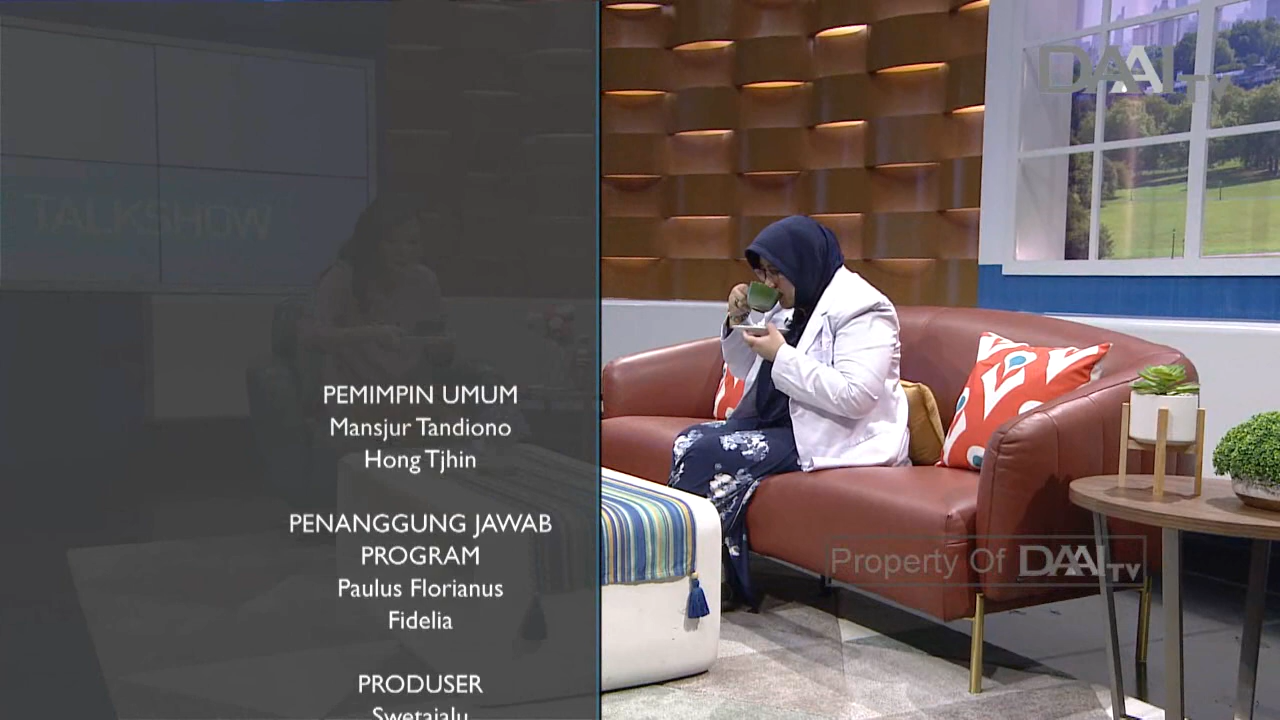 DAAI TV
TALKSHOW
PEMIMPIN UMUM
Mansjur Tandiono
Hong Tjhin
PENANGGUNG JAWAB
PROGRAM
Paulus Florianus
Fidelia
PRODUSER
Swetajalu
Property Of DAAI TV